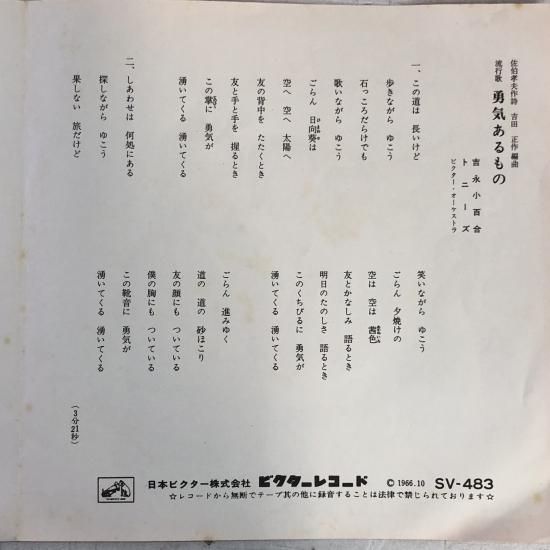 佐伯孝夫作詩 吉田 正作・編曲
流行歌 勇気あるもの
吉永小百合
トニーズ
ビクター・オーケストラ
一、この道は 長いけど
歩きながら ゆこう
石っころだらけでも
歌いながら ゆこう
ごらん 日向葵は
空へ 空へ 太陽へ
友の背中を たたくとき
友と手と手を 握るとき
この掌に 勇気が
湧いてくる 湧いてくる
二、しあわせは 何処にある
探しながら ゆこう
果しない 旅だけど
笑いながら ゆこう
ごらん 夕焼けの
空は 空は 茜色
友とかなしみ 語るとき
明日のたのしさ 語るとき
このくちびるに 勇気が
湧いてくる 湧いてくる
ごらん 進みゆく
道の 道の 砂ほこり
友の顔にも ついている
僕の胸にも ついている
この靴音に 勇気が
湧いてくる 湧いてくる
(3分21秒)
日本ビクター株式会社 ビクターレコード ©1966.10 SV-483
☆レコードから無断でテープ其の他に録音することは法律で禁じられております☆